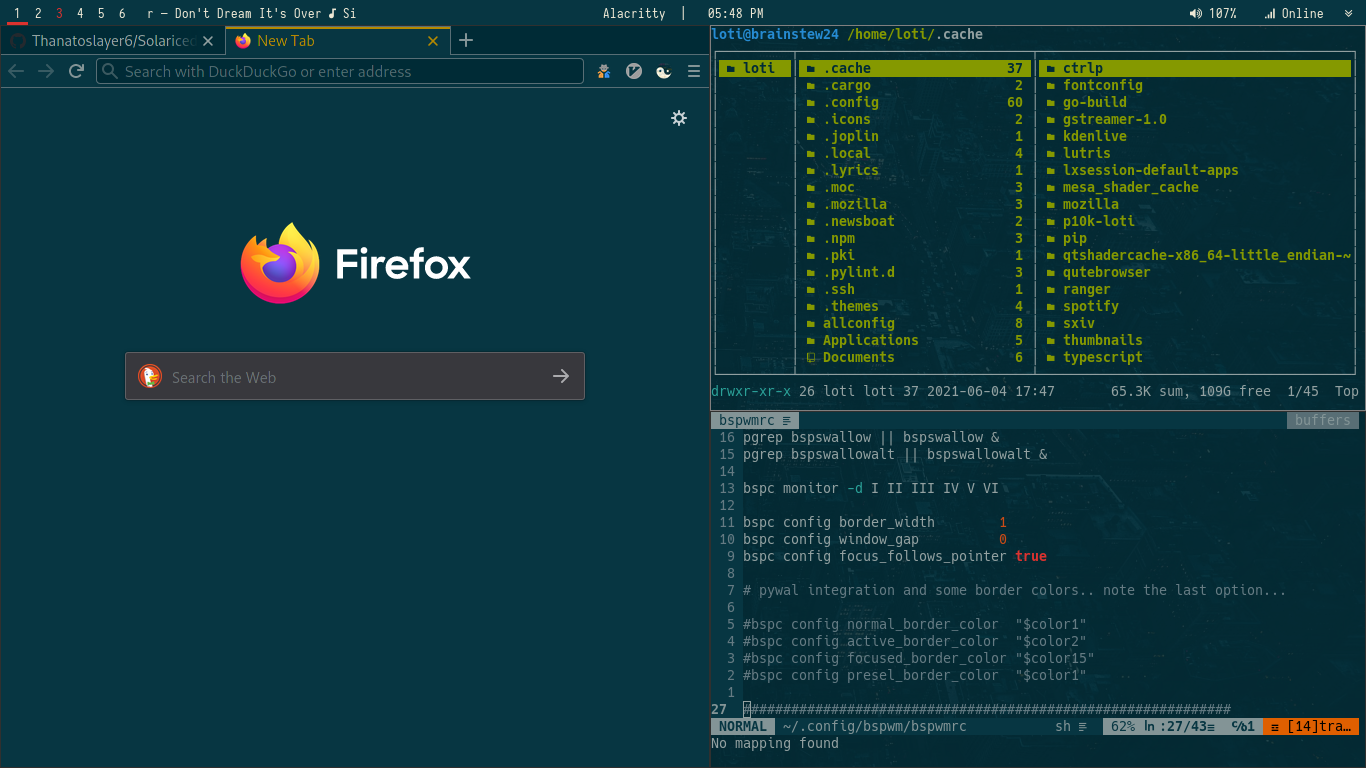 1 2 3 4 5 6 r — Don't Dream It's Over ♪ Si Alacritty | 05:48 PM 107% Online
Thanatoslayer6/Solariced New Tab
Search with DuckDuckGo or enter address
Firefox
Search the Web
loti@brainstew24 /home/loti/.cache
loti .cache 37 ctrlp
.cargo 2 fontconfig
.config 60 go-build
.icons 2 gstreamer-1.0
.joplin 1 kdenlive
.local 4 lutris
.lyrics 1 lxsession-default-apps
.moc 3 mesa_shader_cache
.mozilla 3 mozilla
.newsboat 2 p10k-loti
.npm 3 pip
.pki 1 qtshadercache-x86_64-little_endian-~
.pylint.d 3 qutebrowser
.ssh 1 ranger
.themes 4 spotify
allconfig 8 sxiv
Applications 5 thumbnails
Documents 6 typescript
drwxr-xr-x 26 loti loti 37 2021-06-04 17:47 65.3K sum, 109G free 1/45 Top
bspwmrc buffers
16 pgrep bspswallow || bspswallow &
15 pgrep bspswallowalt || bspswallowalt &
14
13 bspc monitor -d I II III IV V VI
12
11 bspc config border_width 1
10 bspc config window_gap 0
9 bspc config focus_follows_pointer true
8
7 # pywal integration and some border colors.. note the last option...
6
5 #bspc config normal_border_color "$color1"
4 #bspc config active_border_color "$color2"
3 #bspc config focused_border_color "$color15"
2 #bspc config presel_border_color "$color1"
1
27 #############################################################
NORMAL ~/.config/bspwm/bspwmrc sh 62% ㏑:27/43≡ ℅1 [14]tra…
No mapping found